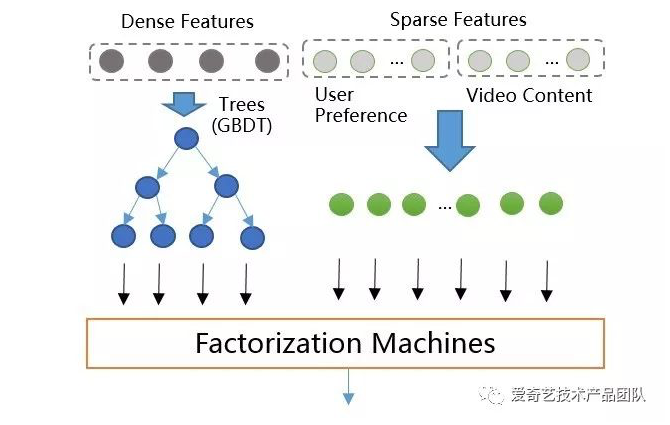 Dense Features
Sparse Features
...
...
Trees
(GBDT)
User
Preference
Video Content
...
Factorization Machines
爱奇艺技术产品团队